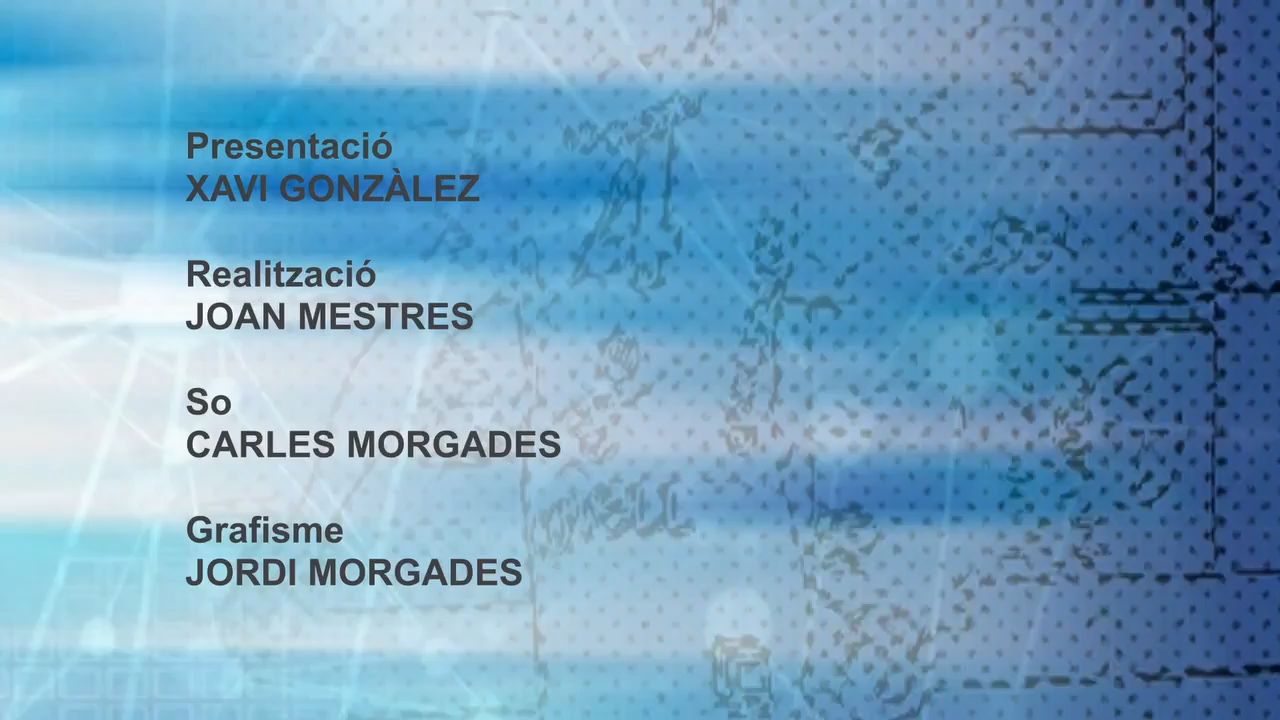 Presentació
XAVI GONZÀLEZ
Realització
JOAN MESTRES
So
CARLES MORGADES
Grafisme
JORDI MORGADES